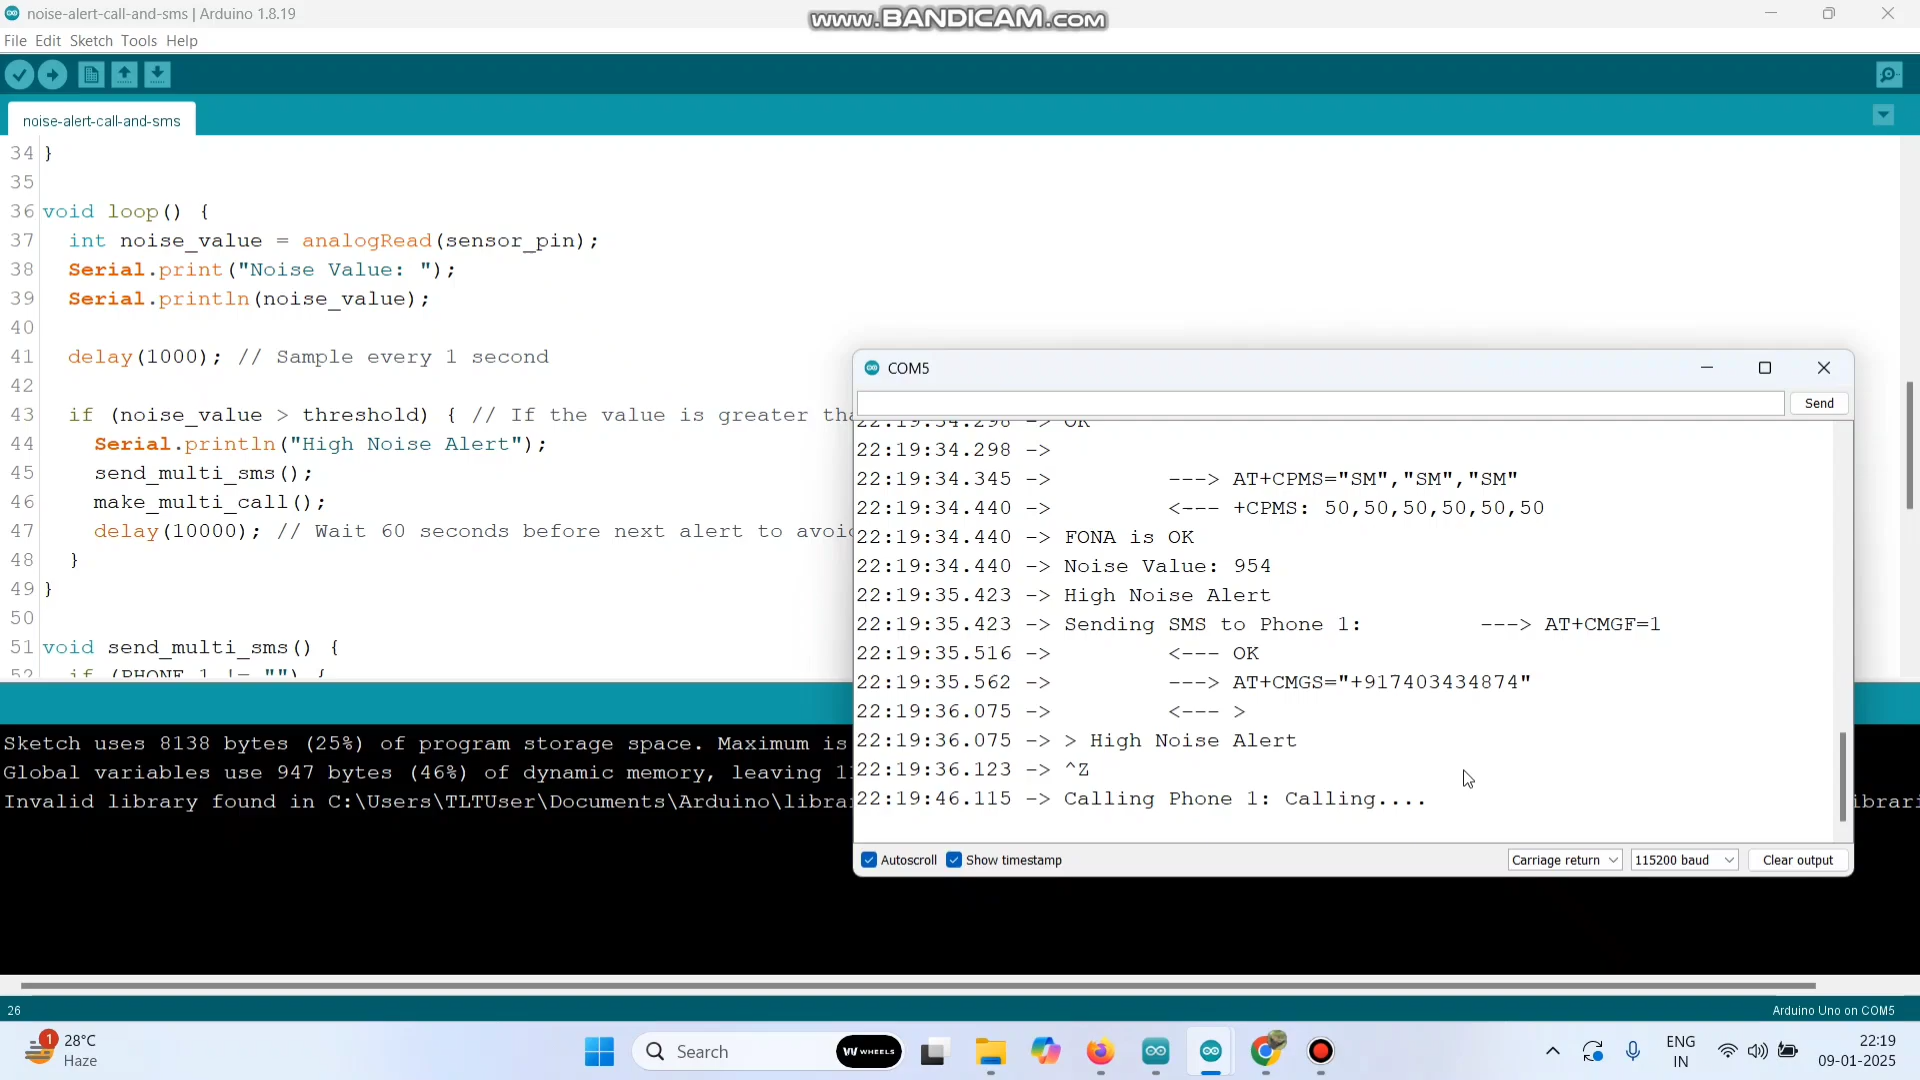 noise-alert-call-and-sms | Arduino 1.8.19
www.BANDICAM.com
File Edit Sketch Tools Help
noise-alert-call-and-sms
34 }
35
36 void loop() {
37 int noise_value = analogRead(sensor_pin);
38 Serial.print("Noise Value: ");
39 Serial.println(noise_value);
40
41 delay(1000); // Sample every 1 second
42
43 if (noise_value > threshold) { // If the value is greater tha
44 Serial.println("High Noise Alert");
45 send_multi_sms();
46 make_multi_call();
47 delay(10000); // Wait 60 seconds before next alert to avoi
48 }
49 }
50
51 void send_multi_sms() {
52 if (PHONE_1 != "") {
Sketch uses 8138 bytes (25%) of program storage space. Maximum is
Global variables use 947 bytes (46%) of dynamic memory, leaving 11
Invalid library found in C:\Users\TLTUser\Documents\Arduino\libra
ibrari
COM5
Send
22:19:34.298 -> OK
22:19:34.298 ->
22:19:34.345 -> ---> AT+CPMS="SM","SM","SM"
22:19:34.440 -> <--- +CPMS: 50,50,50,50,50,50
22:19:34.440 -> FONA is OK
22:19:34.440 -> Noise Value: 954
22:19:35.423 -> High Noise Alert
22:19:35.423 -> Sending SMS to Phone 1: ---> AT+CMGF=1
22:19:35.516 -> <--- OK
22:19:35.562 -> ---> AT+CMGS="+917403434874"
22:19:36.075 -> <--- >
22:19:36.075 -> > High Noise Alert
22:19:36.123 -> ^Z
22:19:46.115 -> Calling Phone 1: Calling....
Autoscroll Show timestamp Carriage return 115200 baud Clear output
26
Arduino Uno on COM5
1
28°C
Haze
Search
WHEELS
ENG
IN
22:19
09-01-2025